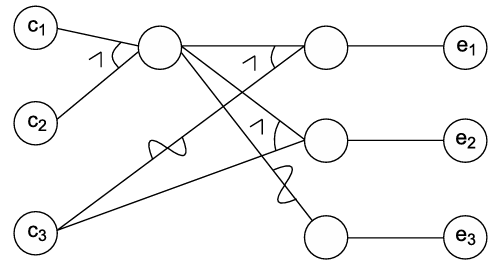 c1 e1
^
^
c2 ^ e2
c3 e3